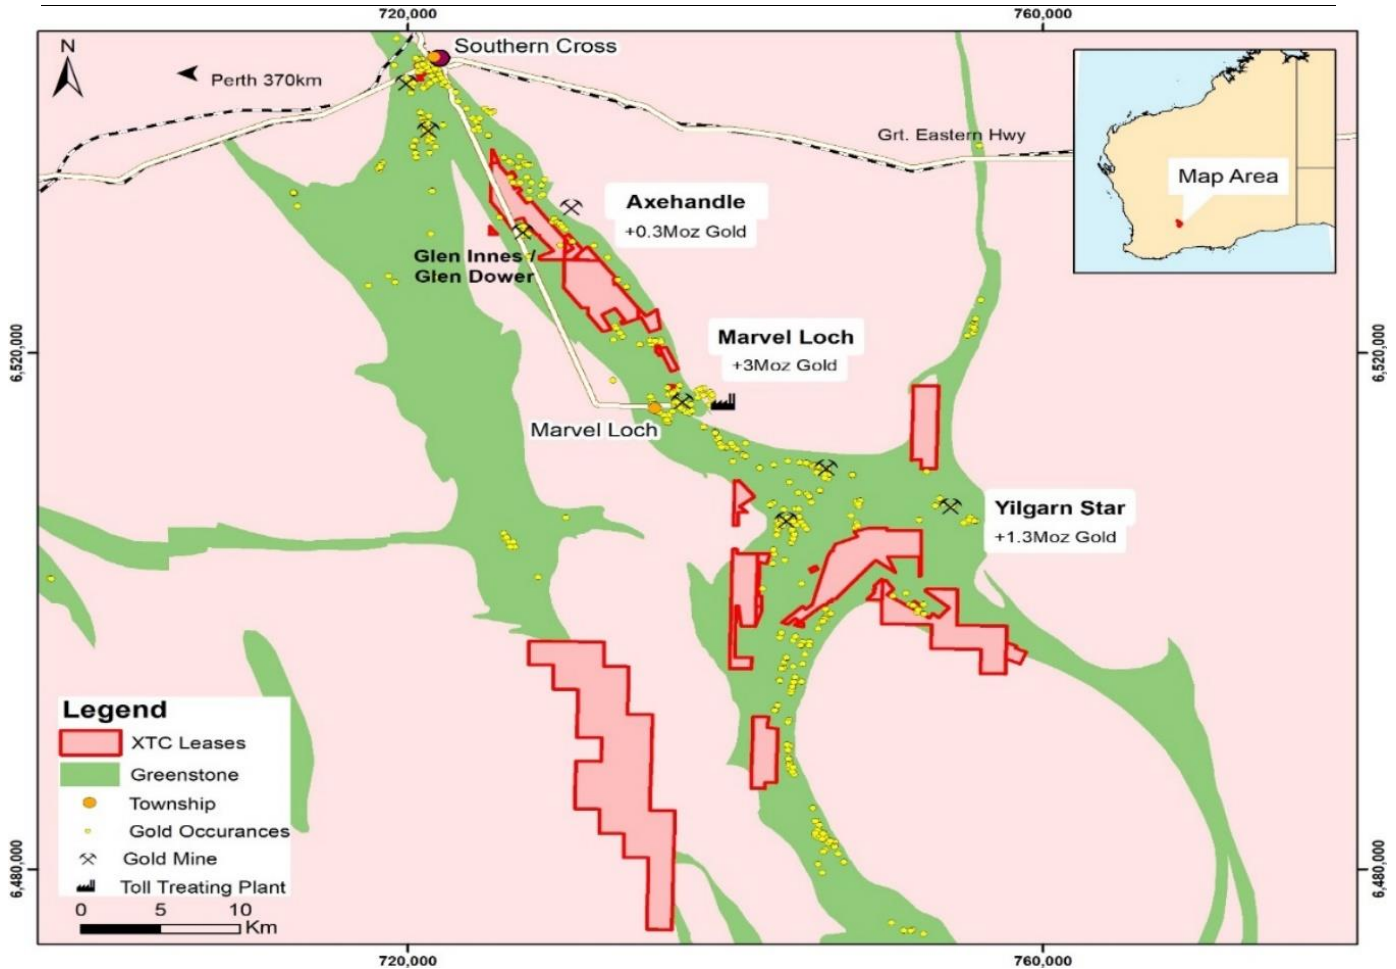 720,000
760,000
N
Southern Cross
Perth 370km
Grt. Eastern Hwy
Map Area
Axehandle
+0.3Moz Gold
Glen Innes /
Glen Dower
Marvel Loch
+3Moz Gold
6,520,000
6,520,000
Marvel Loch
Yilgarn Star
+1.3Moz Gold
Legend
XTC Leases
Greenstone
Township
Gold Occurances
Gold Mine
Toll Treating Plant
0 5 10
Km
6,480,000
6,480,000
720,000
760,000